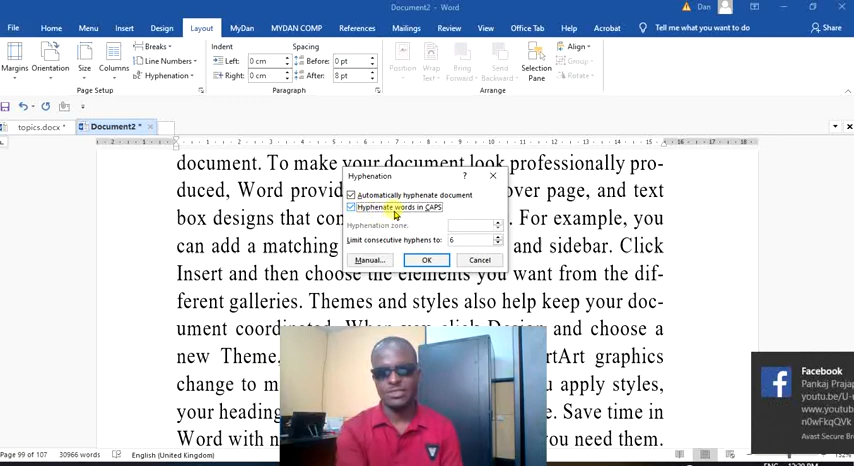 Document2 - Word
Dan
File Home Menu Insert Design Layout MyDan MYDAN COMP References Mailings Review View Office Tab Help Acrobat Tell me what you want to do Share
Margins Orientation Size Columns
Breaks
Line Numbers
Hyphenation
Page Setup
Indent Spacing
Left: 0 cm Before: 0 pt
Right: 0 cm After: 8 pt
Paragraph
Position Wrap Text Bring Forward Send Backward Selection Pane
Align
Group
Rotate
Arrange
topics.docx * Document2 *
document. To make your document look professionally pro-
duced, Word provid over page, and text
box designs that con . For example, you
can add a matching and sidebar. Click
Insert and then choose the elements you want from the dif-
ferent galleries. Themes and styles also help keep your doc-
ument coordinated. When you click Design and choose a
new Theme, rtArt graphics
change to m u apply styles,
your heading e. Save time in
Word with n you need them.
Hyphenation
Automatically hyphenate document
Hyphenate words in CAPS
Hyphenation zone:
Limit consecutive hyphens to: 6
Manual... OK Cancel
Facebook
Pankaj Prajap
youtu.be/U-
www.youtub
n0wFkqQVk
Avast Secure Br
Page 99 of 107 30966 words English (United Kingdom)